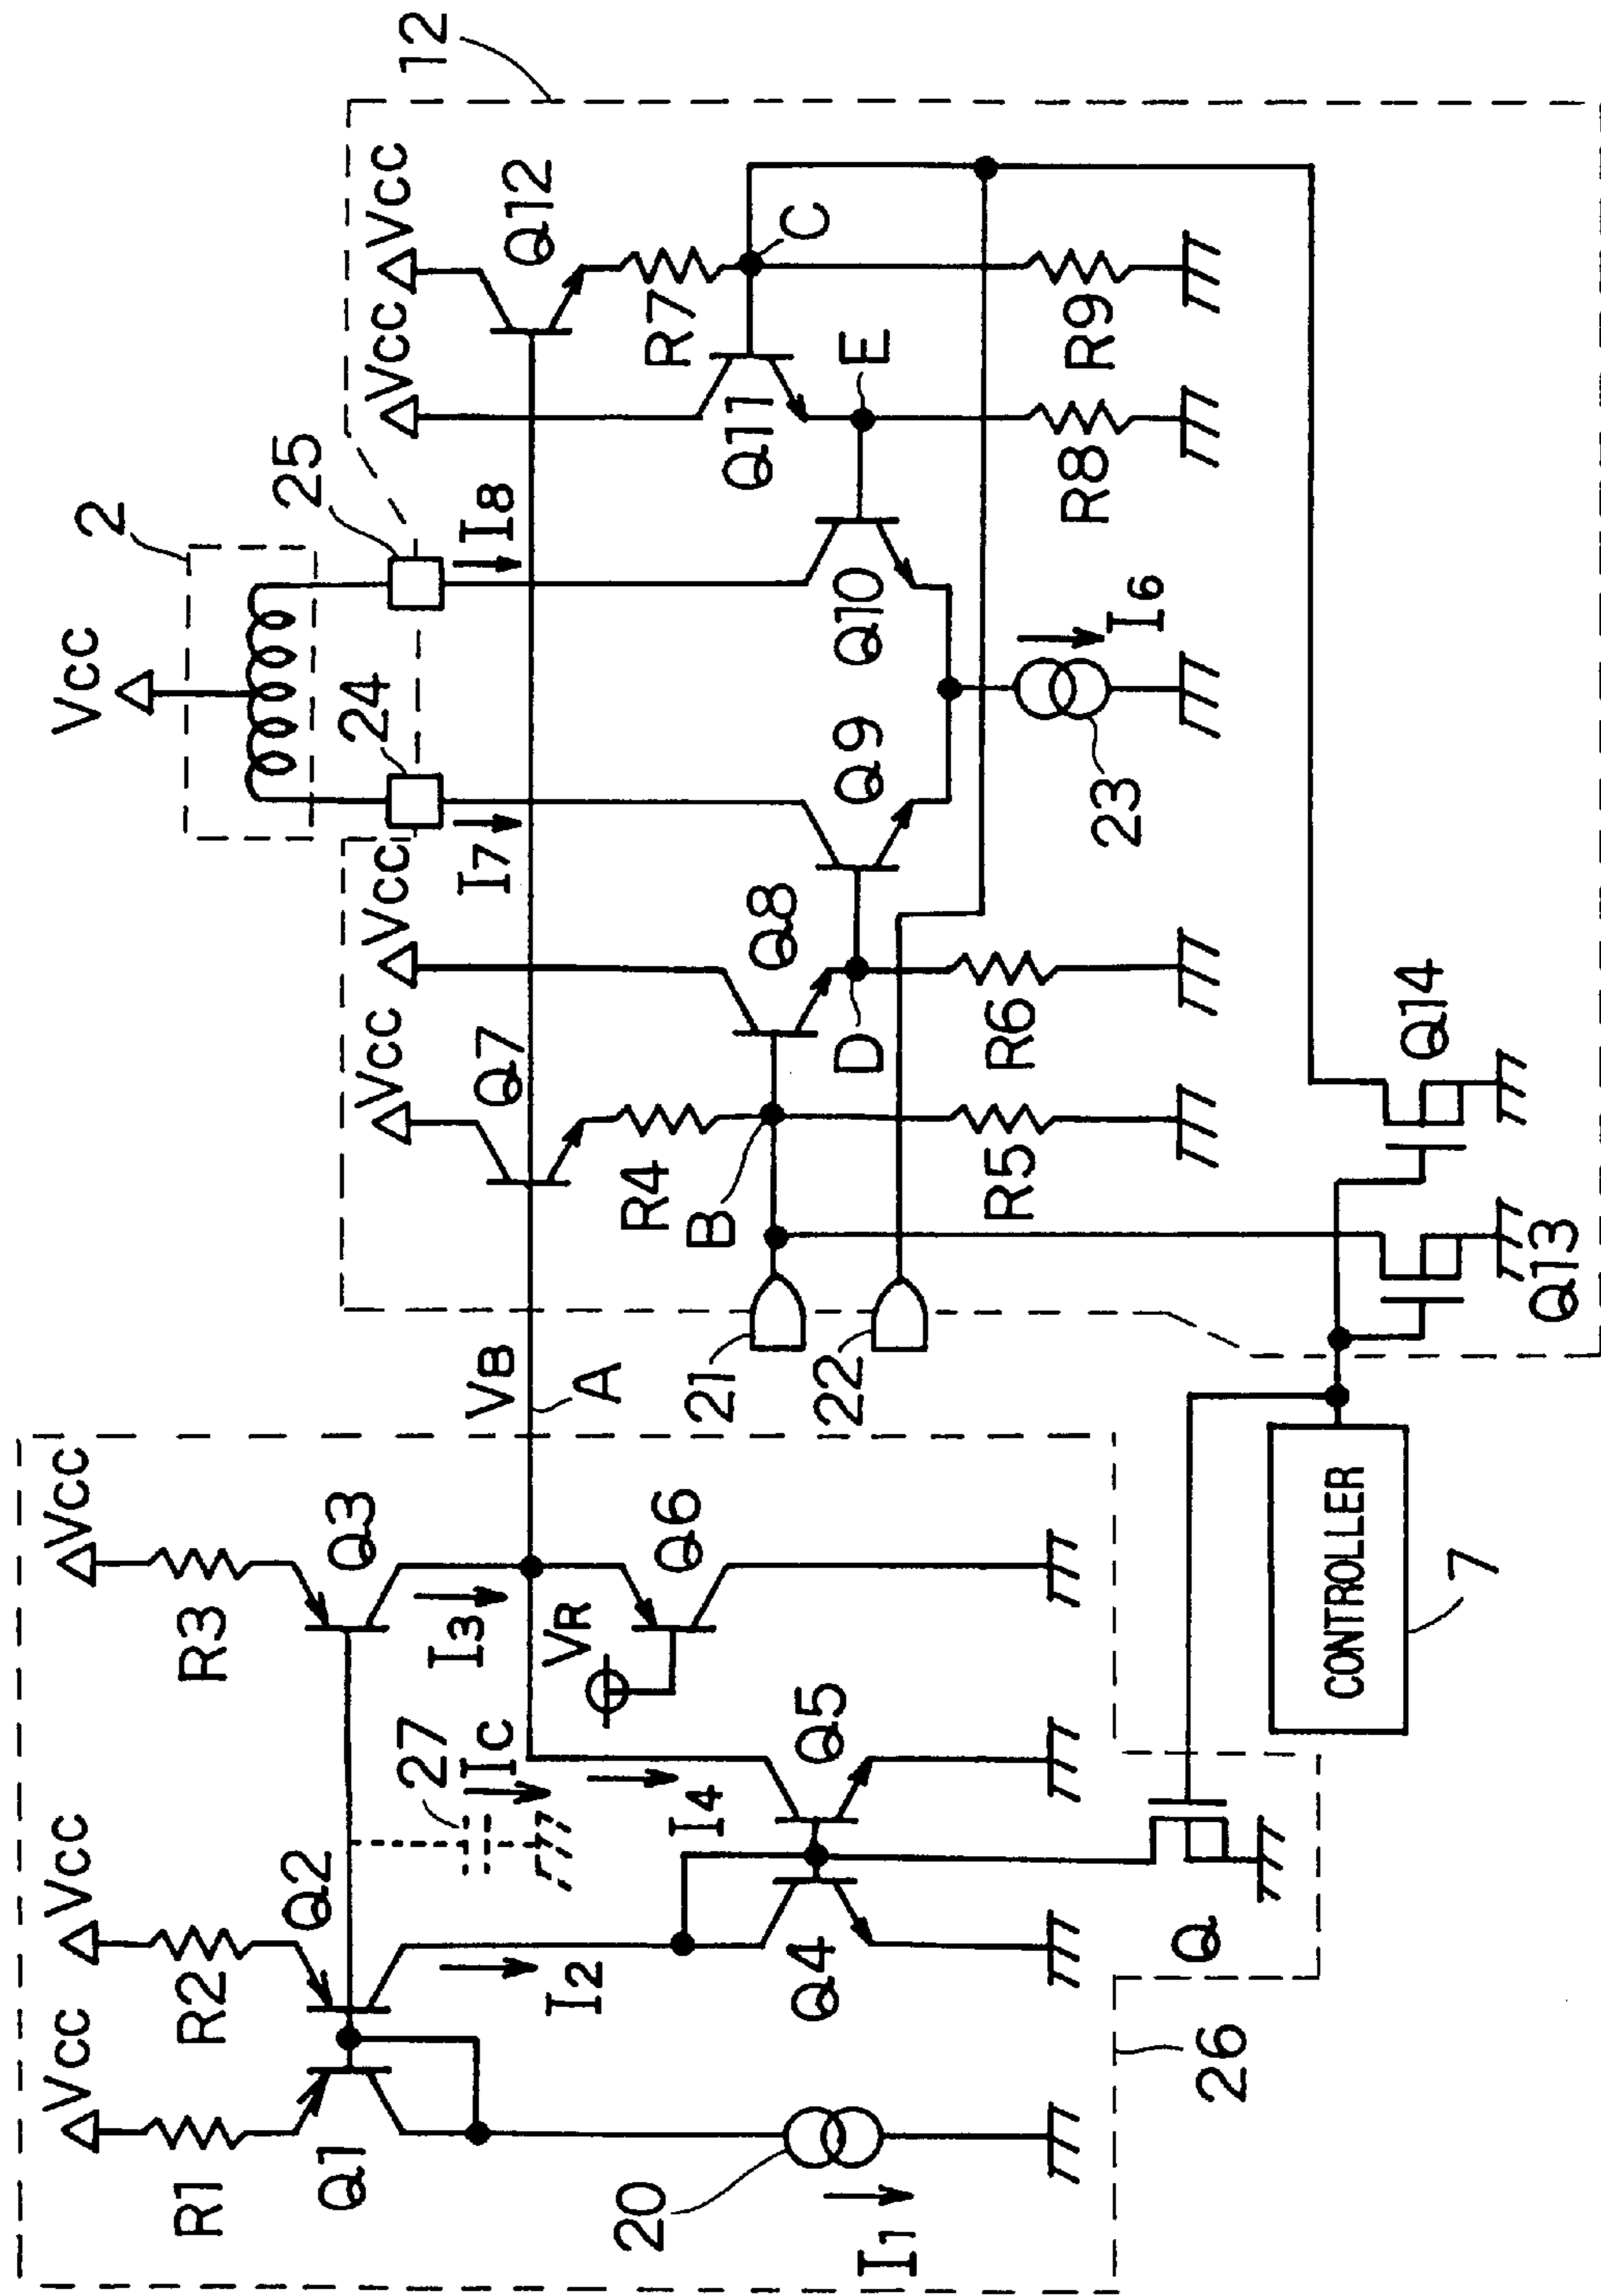 2
12
Vcc
Vcc
Vcc
Vcc
Vcc
24
25
I7
I8
Q7
Q8
Q9
Q10
Q11
Q12
R4
R5
R6
R7
R8
R9
B
C
D
E
21
22
23
I6
Q13
Q14
Vcc
Vcc
Vcc
R1
R2
R3
Q1
Q2
Q3
27
Ic
I3
VB
A
VR
Q6
I2
I4
Q4
Q5
20
I1
Q
26
CONTROLLER
7